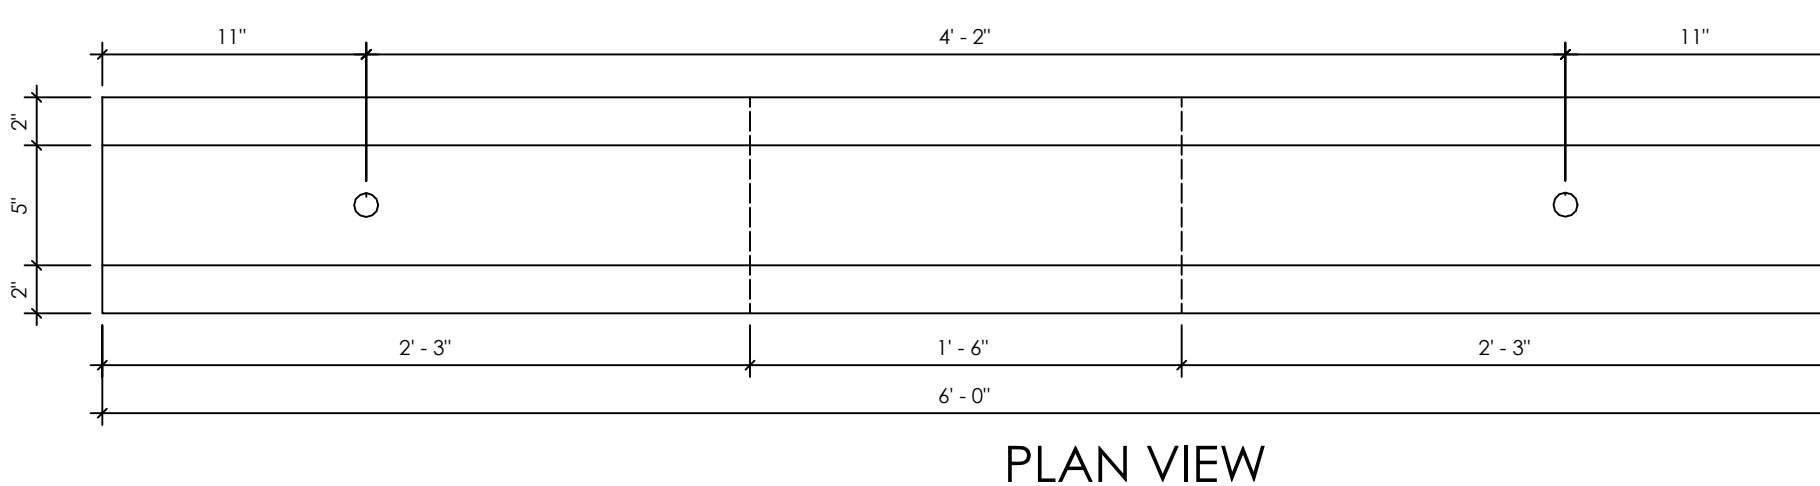 11" 4' - 2" 11"
2"
5"
2"
2' - 3" 1' - 6" 2' - 3"
6' - 0"
PLAN VIEW